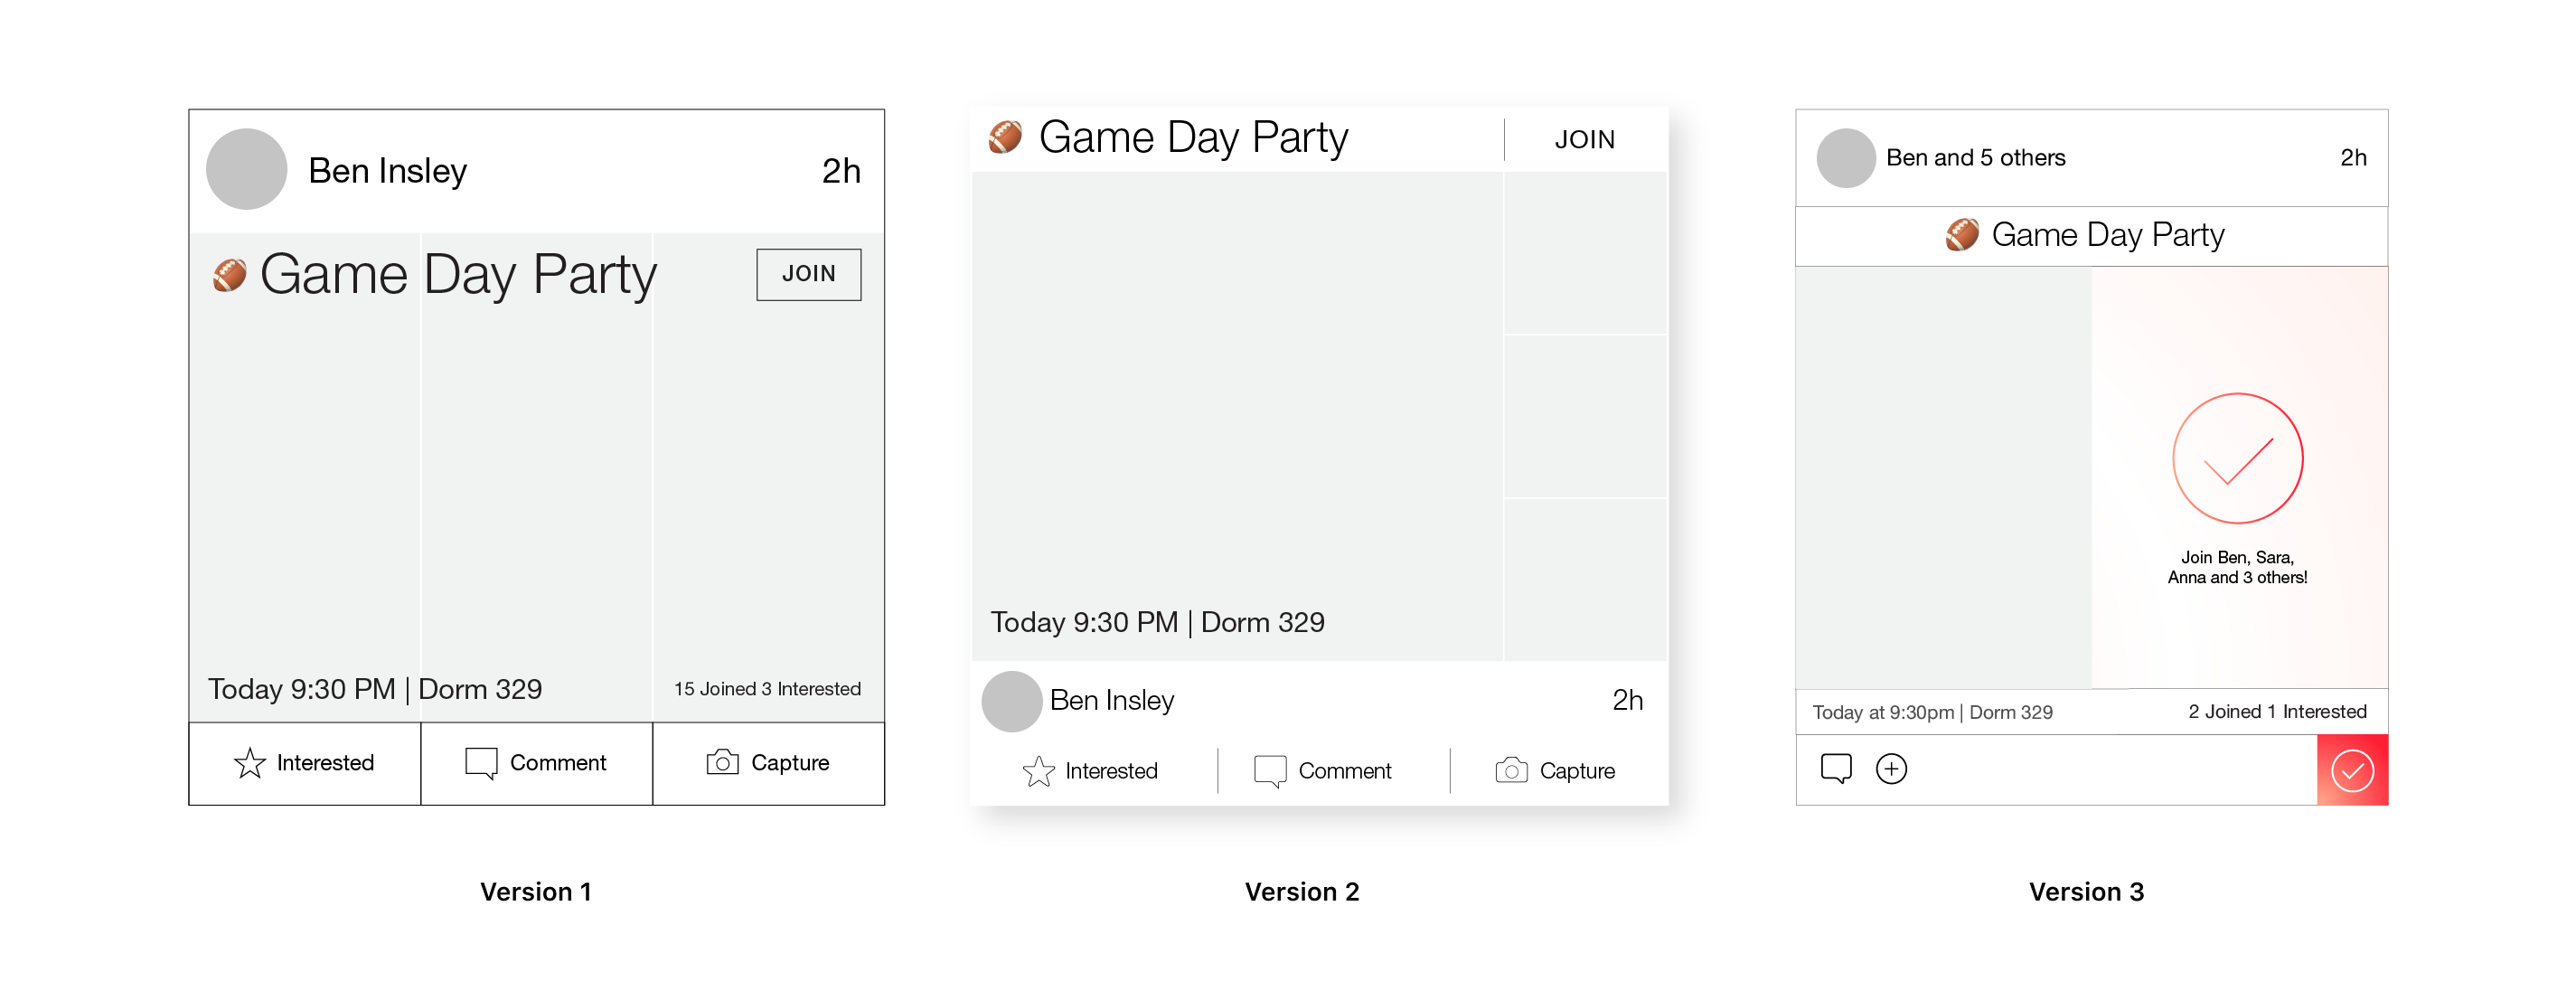 Ben Insley 2h
🏈 Game Day Party JOIN
Today 9:30 PM | Dorm 329 15 Joined 3 Interested
Interested Comment Capture
Version 1
🏈 Game Day Party JOIN
Today 9:30 PM | Dorm 329
Ben Insley 2h
Interested Comment Capture
Version 2
Ben and 5 others 2h
🏈 Game Day Party
Join Ben, Sara,
Anna and 3 others!
Today at 9:30pm | Dorm 329 2 Joined 1 Interested
Version 3